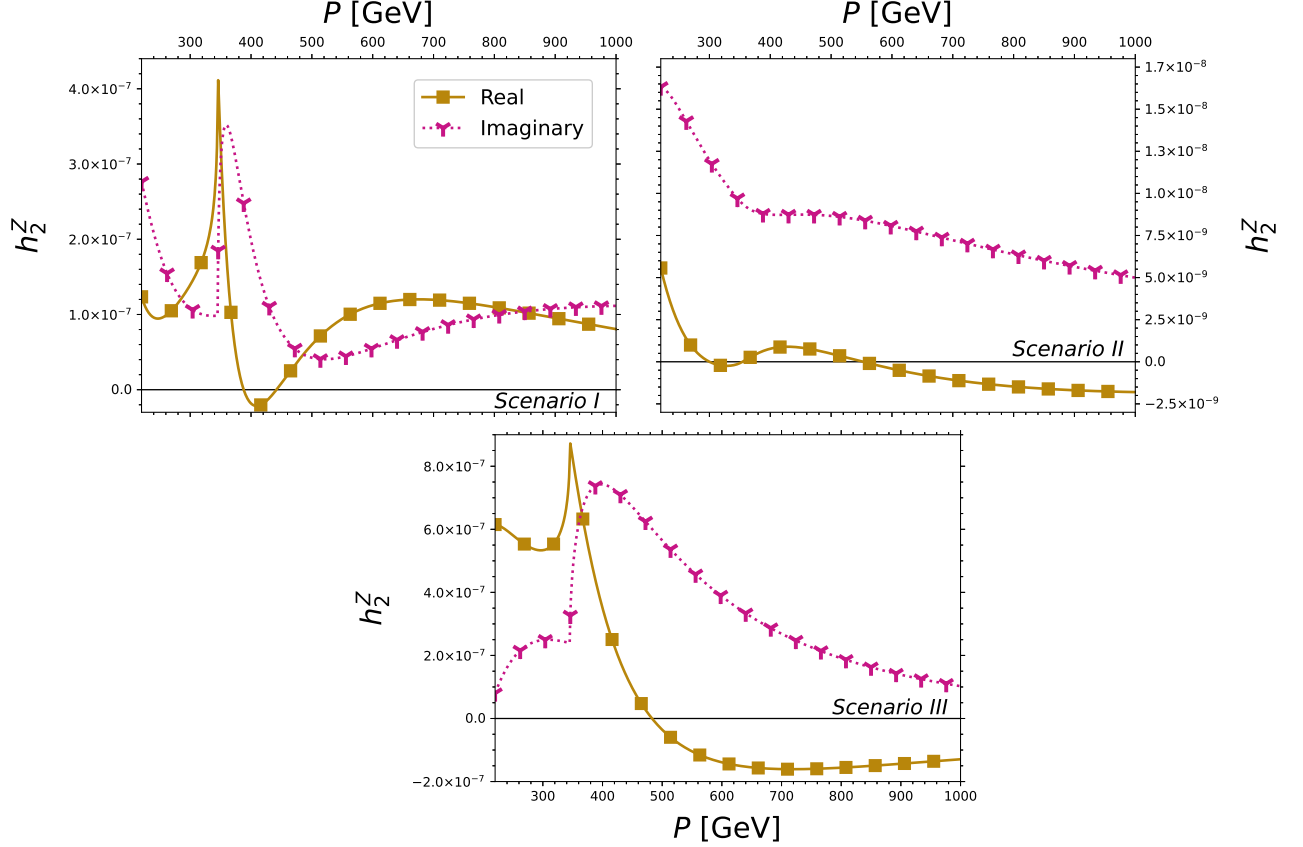 P [GeV]
P [GeV]
300 400 500 600 700 800 900 1000
300 400 500 600 700 800 900 1000
4.0×10⁻⁷
3.0×10⁻⁷
2.0×10⁻⁷
1.0×10⁻⁷
0.0
h₂ᶻ
Real
Imaginary
Scenario I
1.7×10⁻⁸
1.5×10⁻⁸
1.3×10⁻⁸
1.0×10⁻⁸
7.5×10⁻⁹
5.0×10⁻⁹
2.5×10⁻⁹
0.0
−2.5×10⁻⁹
h₂ᶻ
Scenario II
8.0×10⁻⁷
6.0×10⁻⁷
4.0×10⁻⁷
2.0×10⁻⁷
0.0
−2.0×10⁻⁷
h₂ᶻ
Scenario III
300 400 500 600 700 800 900 1000
P [GeV]